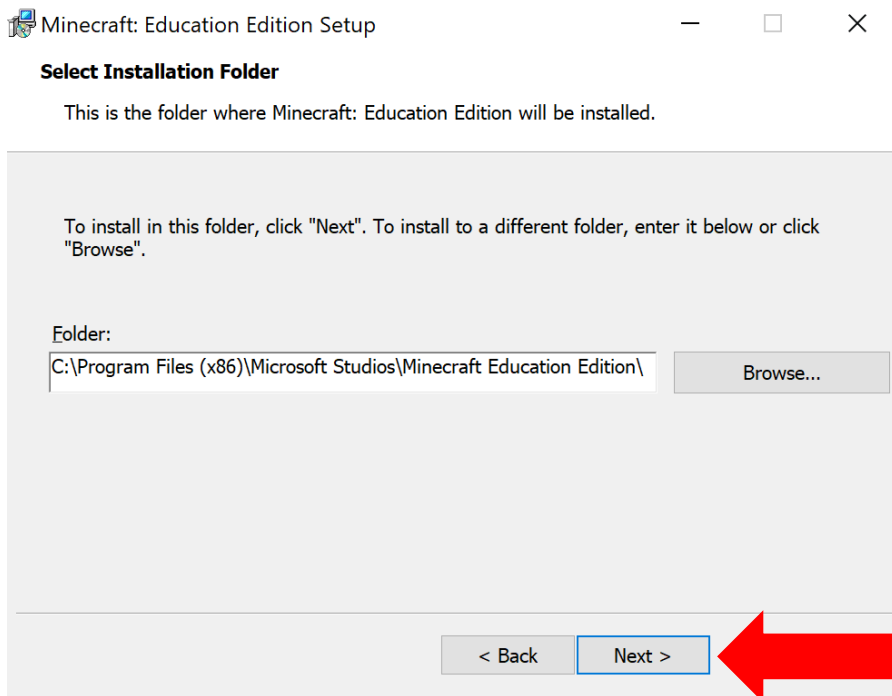 Minecraft: Education Edition Setup
Select Installation Folder
This is the folder where Minecraft: Education Edition will be installed.
To install in this folder, click "Next". To install to a different folder, enter it below or click
"Browse".
Folder:
C:\Program Files (x86)\Microsoft Studios\Minecraft Education Edition\
Browse...
< Back
Next >